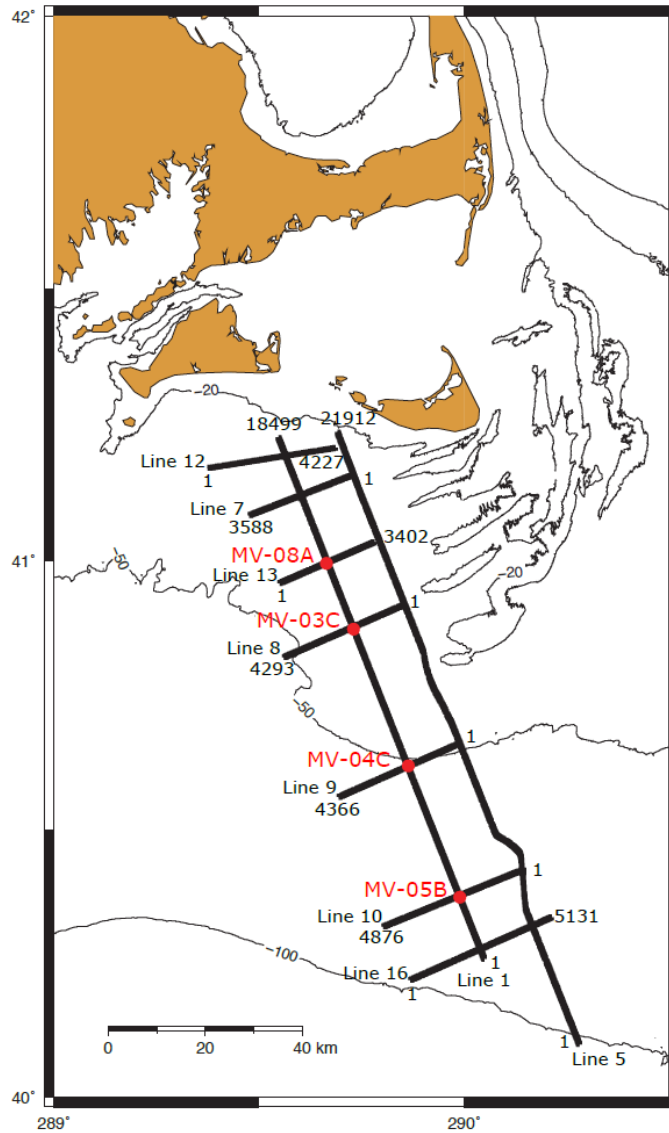 42°
−20
18499
21912
Line 12
4227
1
1
Line 7
3588
MV-08A
3402
41°
−50
Line 13
1
−20
MV-03C
1
Line 8
4293
−50
1
MV-04C
Line 9
4366
MV-05B
1
Line 10
4876
5131
−100
Line 16
1
1
Line 1
0
20
40 km
1
Line 5
40°
289°
290°